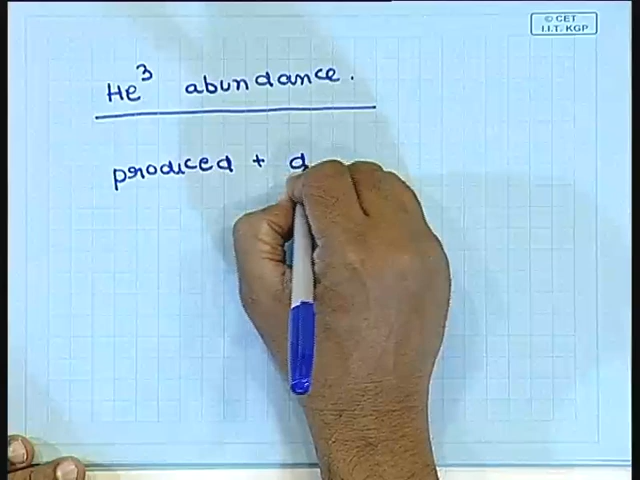 © CET
I.I.T. KGP
He³ abundance.
produced + d